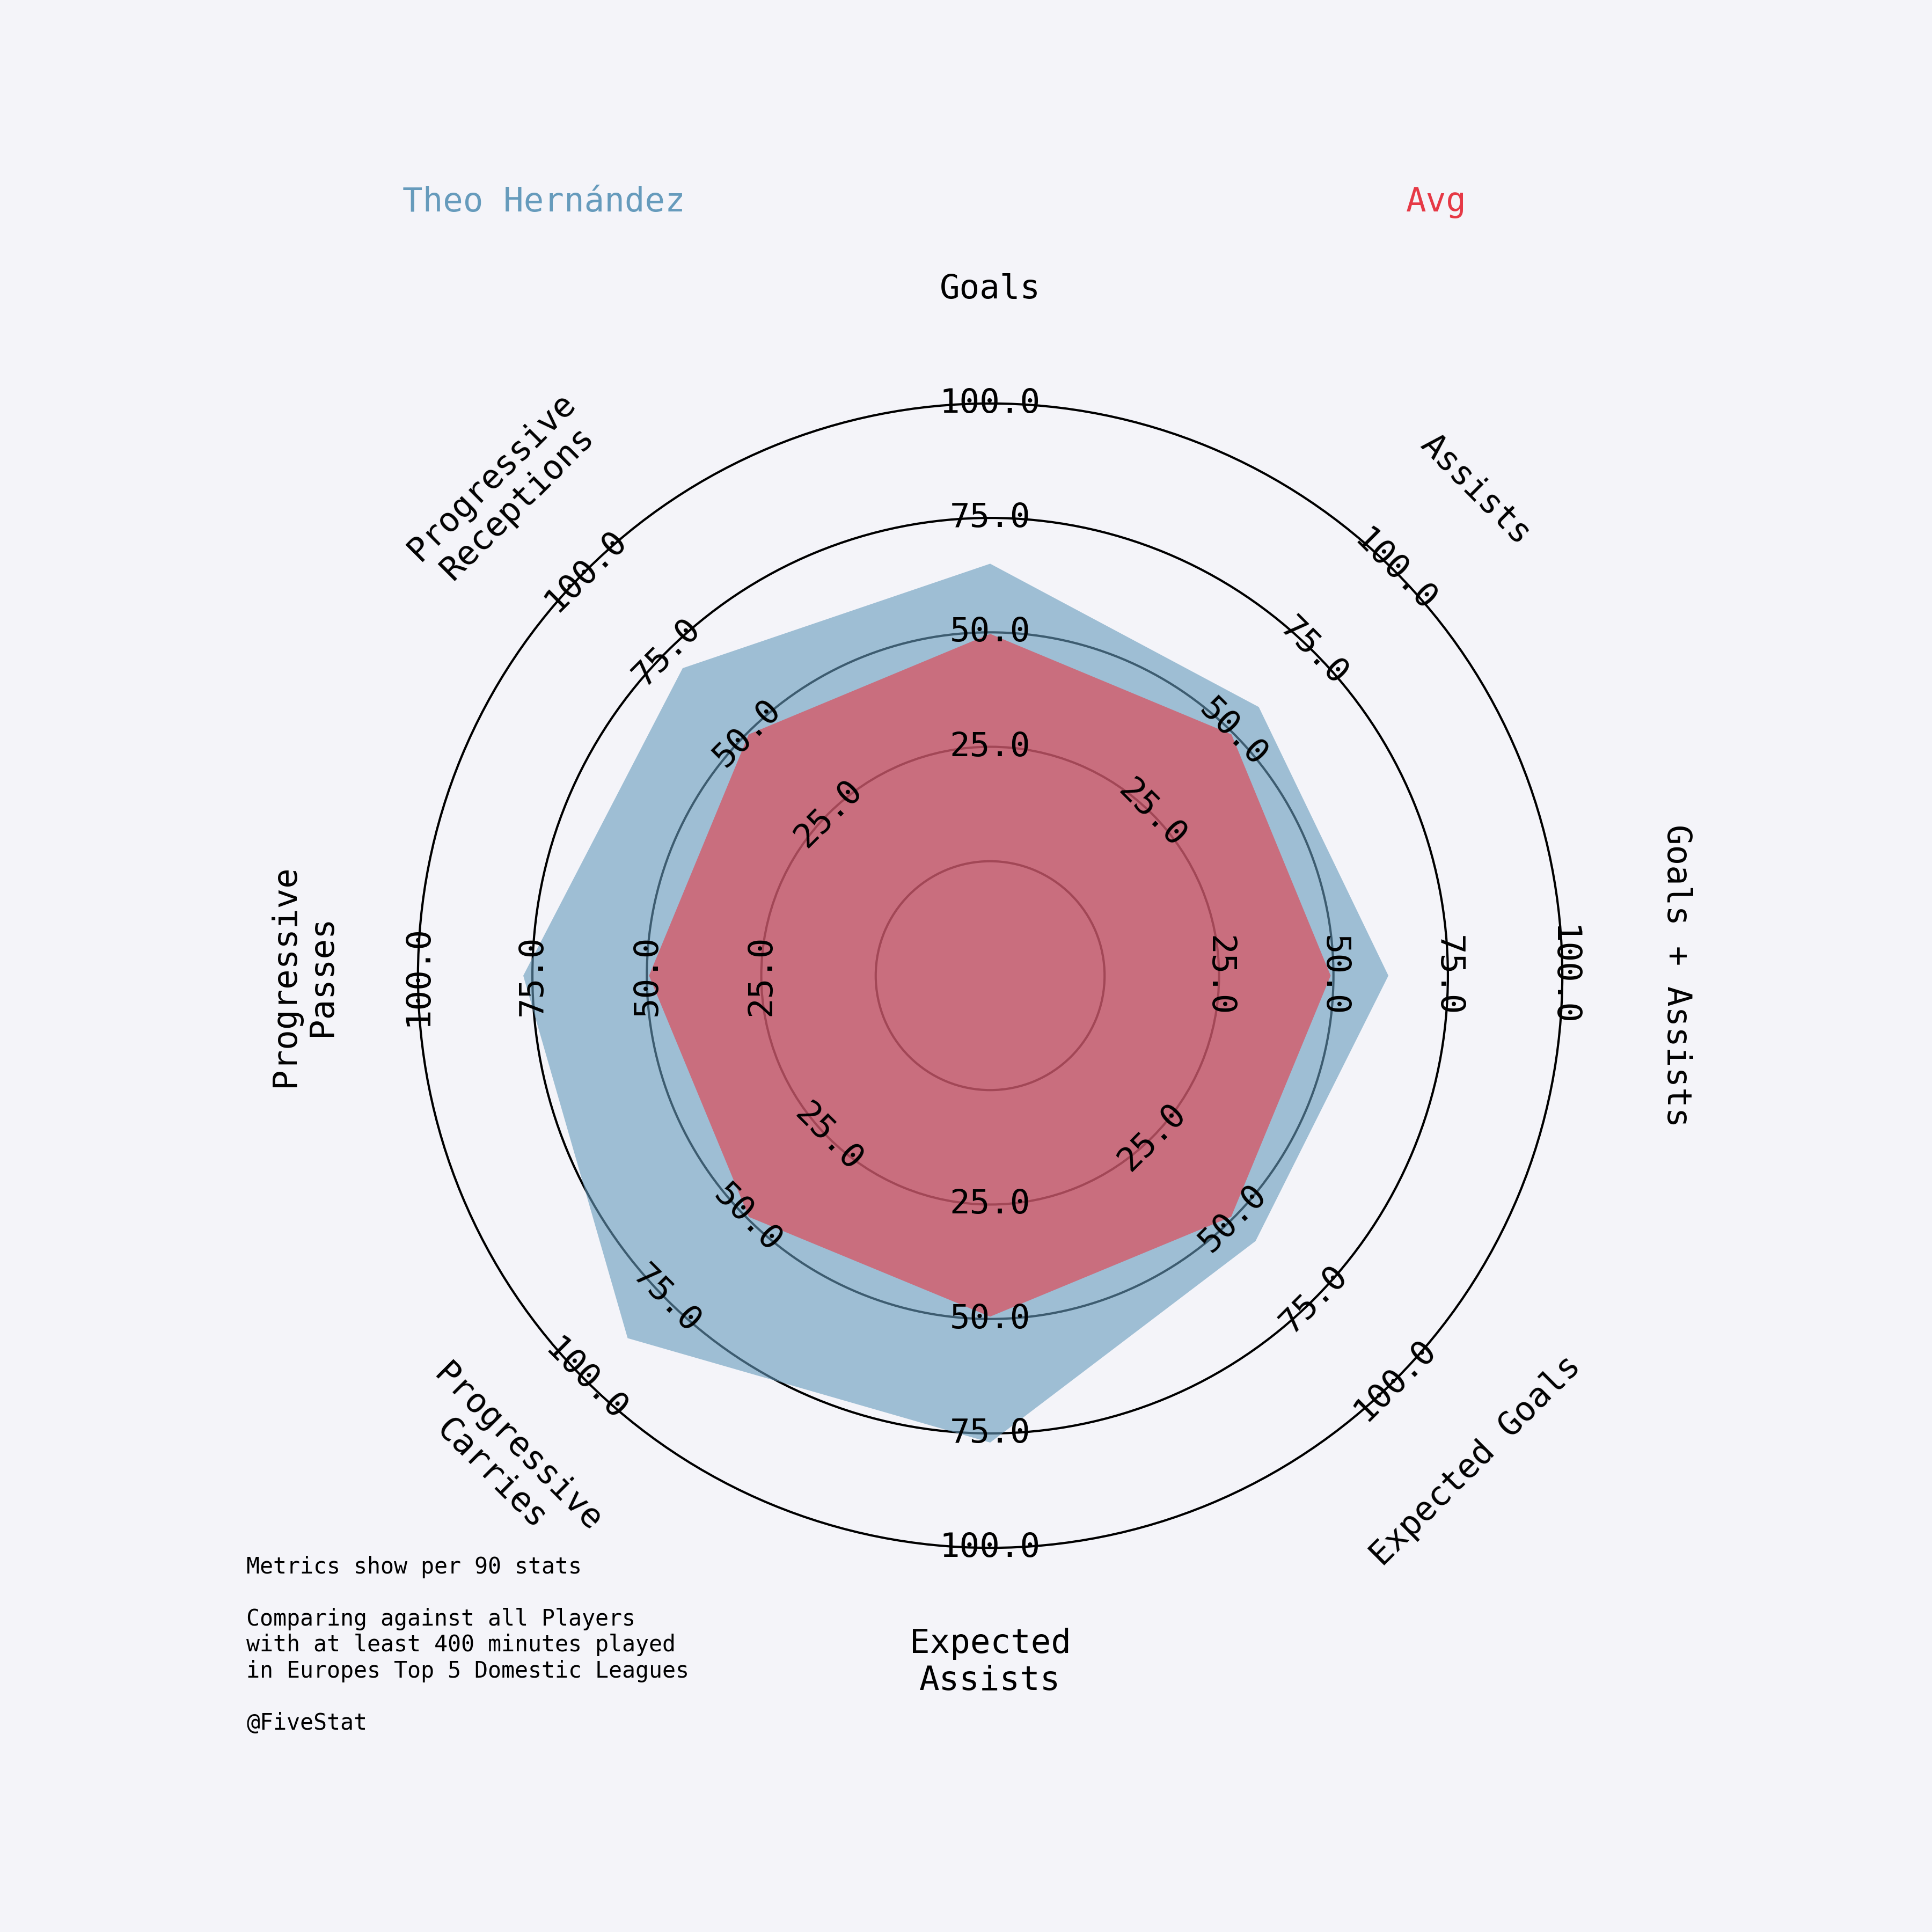 Theo Hernández
Avg
Goals
Assists
Goals + Assists
Expected Goals
Expected
Assists
Progressive
Carries
Progressive
Passes
Progressive
Receptions
25.0
50.0
75.0
100.0
25.0
50.0
75.0
100.0
25.0
50.0
75.0
100.0
25.0
50.0
75.0
100.0
25.0
50.0
75.0
100.0
25.0
50.0
75.0
100.0
25.0
50.0
75.0
100.0
25.0
50.0
75.0
100.0
Metrics show per 90 stats
Comparing against all Players
with at least 400 minutes played
in Europes Top 5 Domestic Leagues
@FiveStat